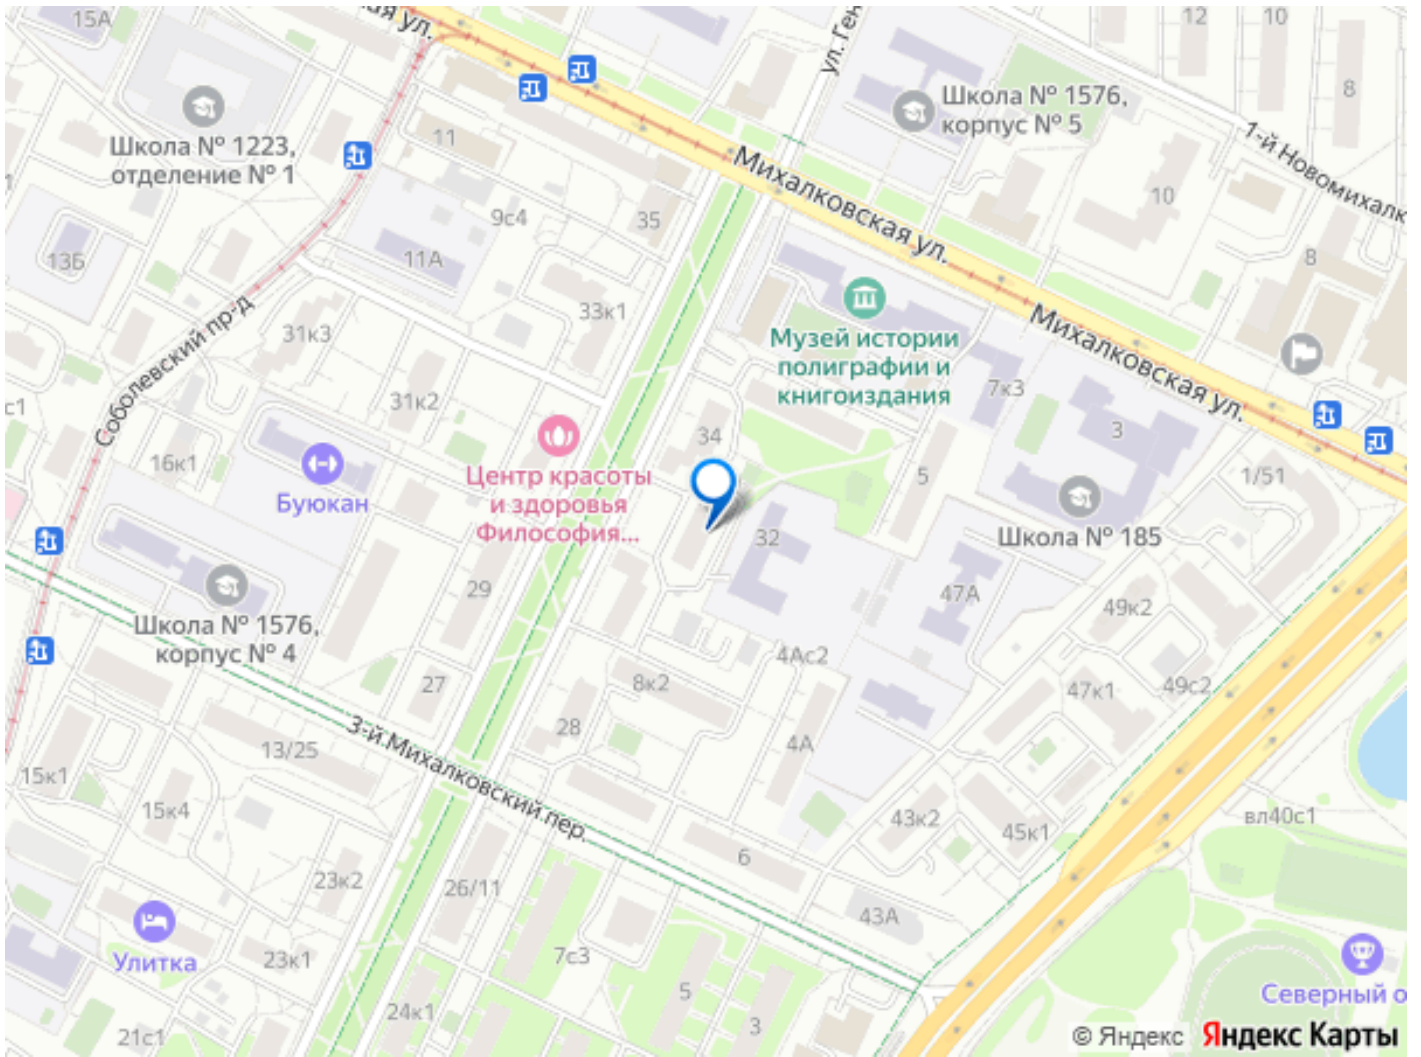 15А
ул.
ул. Ген
12
10
8
Школа № 1223,
отделение № 1
11
Школа № 1576,
корпус № 5
1-й Новомихалк
Михалковская ул.
10
9с4
35
13Б
11А
8
33к1
31к3
Соболевский пр-д
Музей истории
полиграфии и
книгоиздания
Михалковская ул.
7к3
31к2
с1
34
3
16к1
Буюкан
Центр красоты
и здоровья
Философия...
5
1/51
32
Школа № 185
29
47А
49к2
Школа № 1576,
корпус № 4
4Ас2
27
8к2
47к1
49с2
28
3-й Михалковский пер.
13/25
4А
15к1
15к4
43к2
45к1
вл40с1
6
23к2
26/11
43А
Улитка
23к1
7с3
5
Северный о
24к1
3
21с1
© Яндекс Яндекс Карты